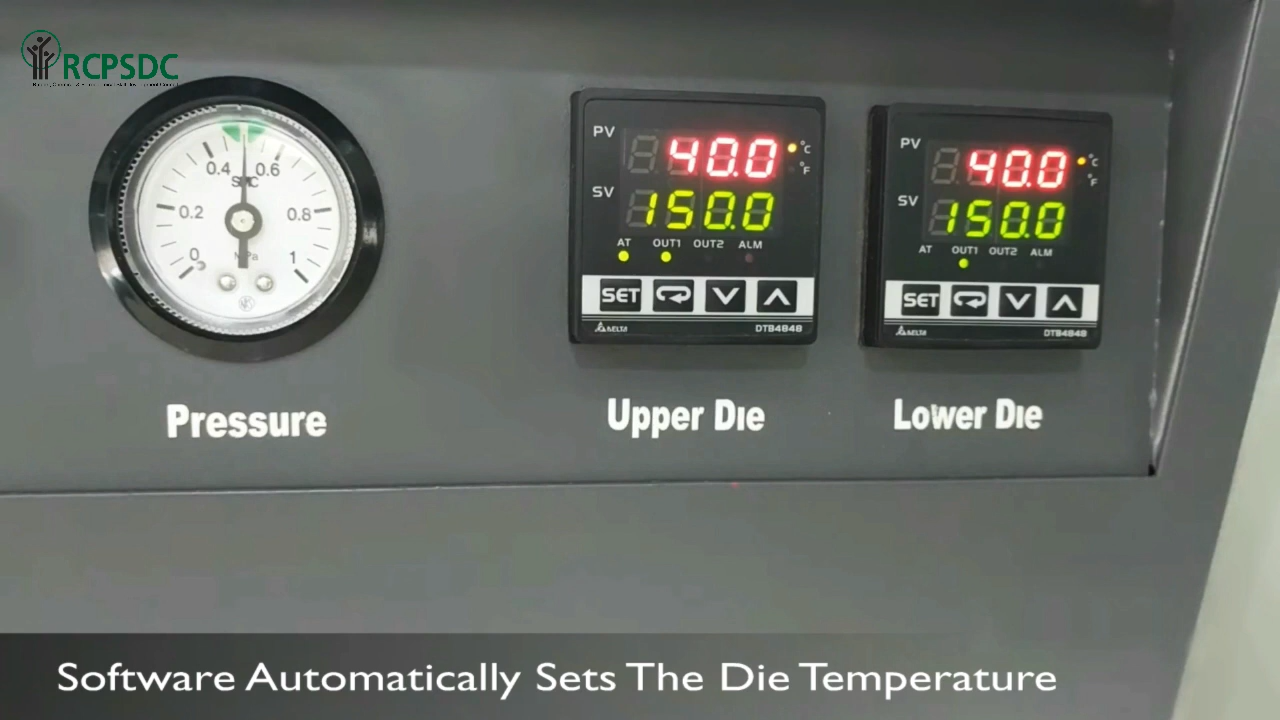 RCPSDC
0.4 0.6
SMC
0.2 0.8
0 1
MPa
Pressure
PV 40.0 °C
°F
SV 150.0
AT OUT1 OUT2 ALM
SET
DELTA DTB4848
Upper Die
PV 40.0 °C
°F
SV 150.0
AT OUT1 OUT2 ALM
SET
DELTA DTB4848
Lower Die
Software Automatically Sets The Die Temperature